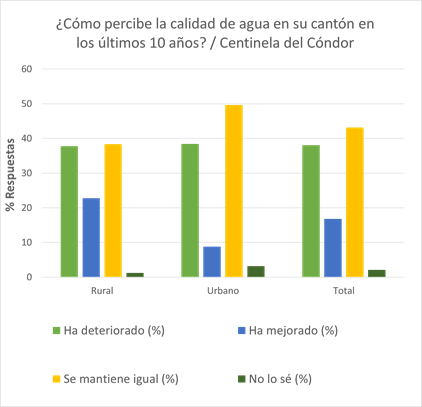 ¿Cómo percibe la calidad de agua en su cantón en
los últimos 10 años? / Centinela del Cóndor
% Respuestas
60
50
40
30
20
10
0
Rural
Urbano
Total
Ha deteriorado (%)
Ha mejorado (%)
Se mantiene igual (%)
No lo sé (%)